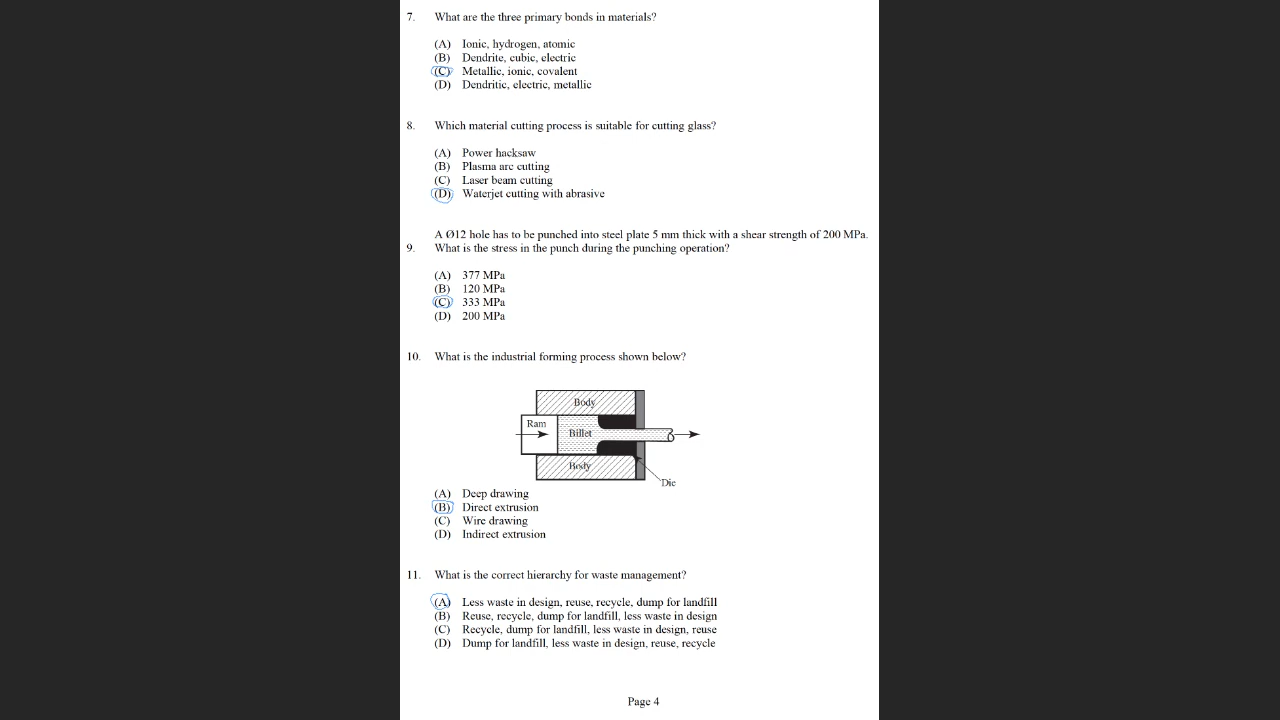 7. What are the three primary bonds in materials?
(A) Ionic, hydrogen, atomic
(B) Dendrite, cubic, electric
(C) Metallic, ionic, covalent
(D) Dendritic, electric, metallic
8. Which material cutting process is suitable for cutting glass?
(A) Power hacksaw
(B) Plasma arc cutting
(C) Laser beam cutting
(D) Waterjet cutting with abrasive
A Ø12 hole has to be punched into steel plate 5 mm thick with a shear strength of 200 MPa.
9. What is the stress in the punch during the punching operation?
(A) 377 MPa
(B) 120 MPa
(C) 333 MPa
(D) 200 MPa
10. What is the industrial forming process shown below?
Body
Ram
Billet
Body
Die
(A) Deep drawing
(B) Direct extrusion
(C) Wire drawing
(D) Indirect extrusion
11. What is the correct hierarchy for waste management?
(A) Less waste in design, reuse, recycle, dump for landfill
(B) Reuse, recycle, dump for landfill, less waste in design
(C) Recycle, dump for landfill, less waste in design, reuse
(D) Dump for landfill, less waste in design, reuse, recycle
Page 4